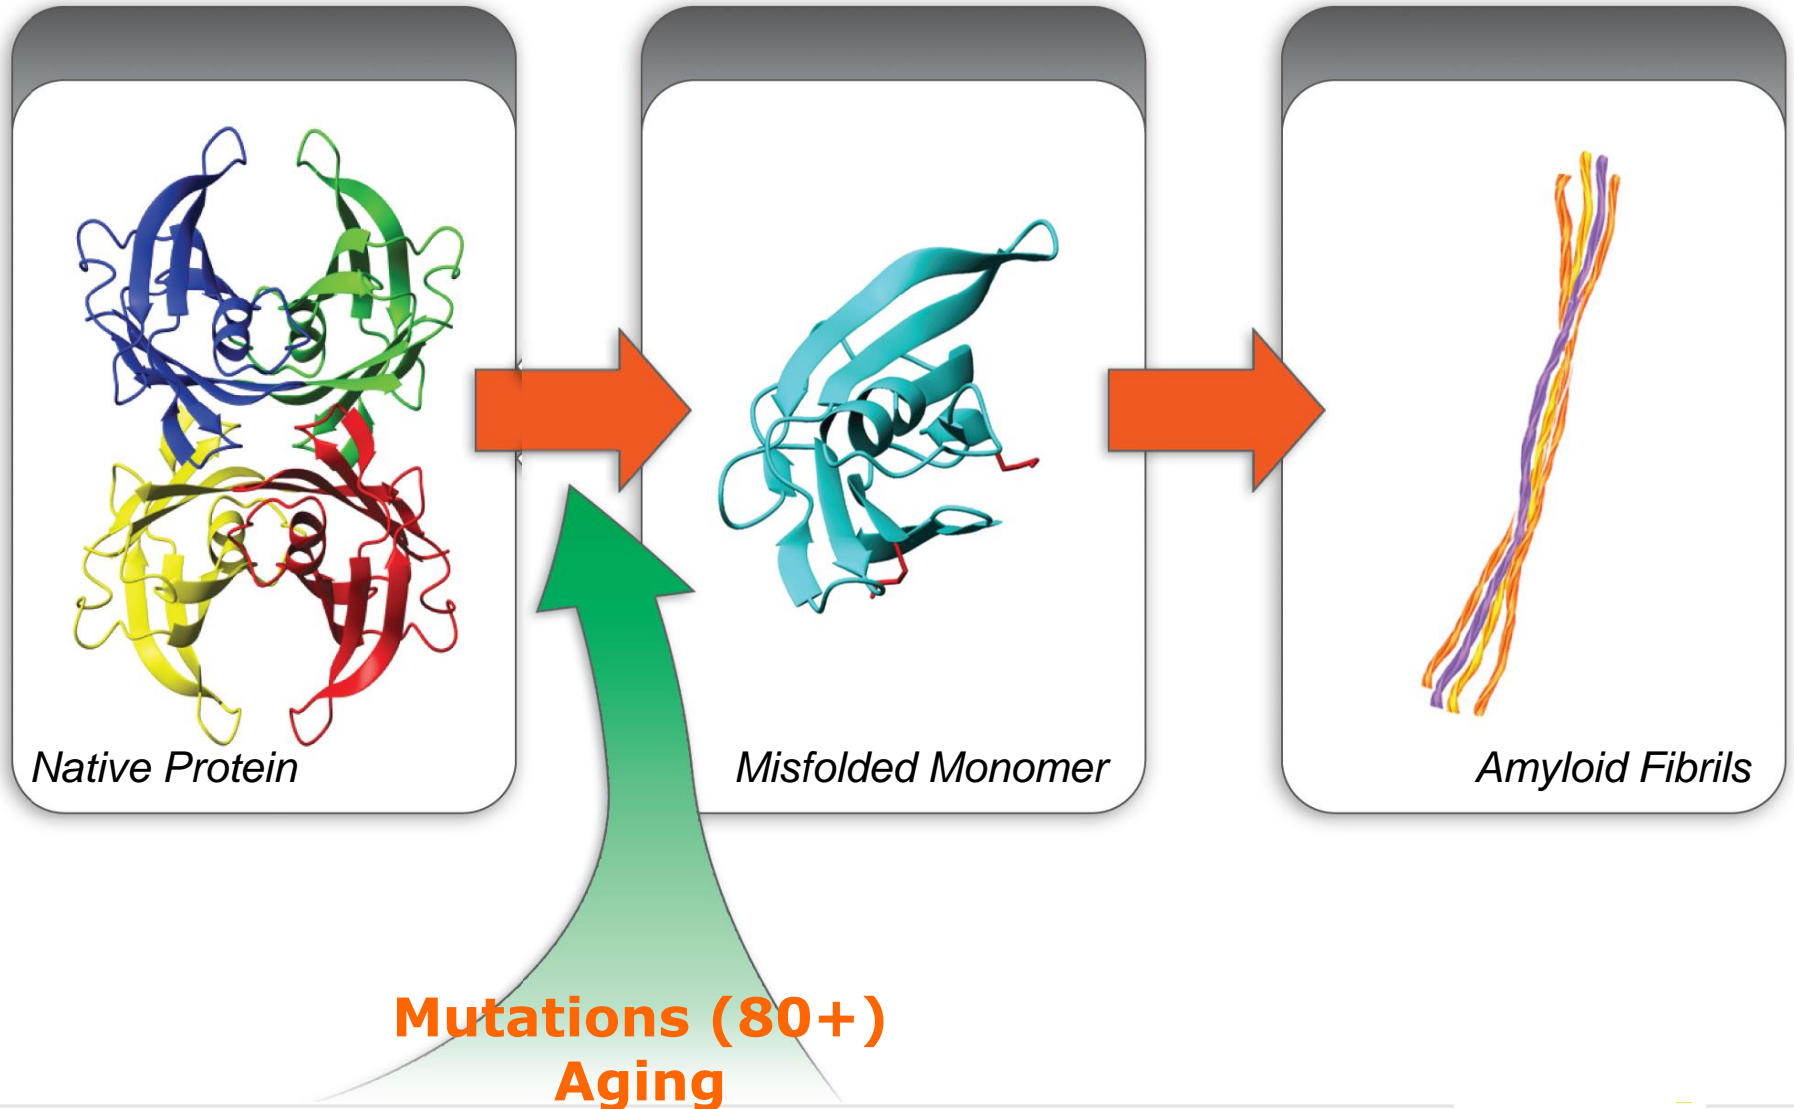 Native Protein
Misfolded Monomer
Amyloid Fibrils
Mutations (80+)
Aging